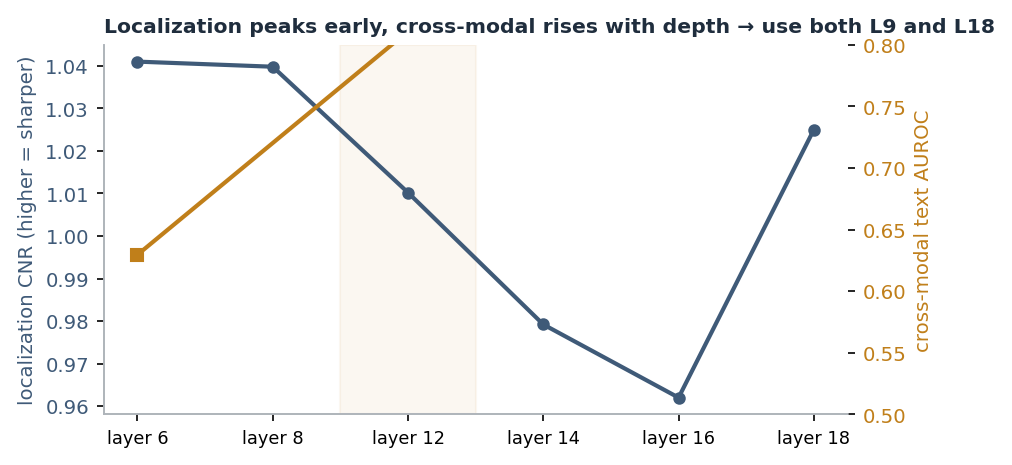 Localization peaks early, cross-modal rises with depth → use both L9 and L18
localization CNR (higher = sharper)
1.04
1.03
1.02
1.01
1.00
0.99
0.98
0.97
0.96
layer 6
layer 8
layer 12
layer 14
layer 16
layer 18
0.80
0.75
0.70
0.65
0.60
0.55
0.50
cross-modal text AUROC